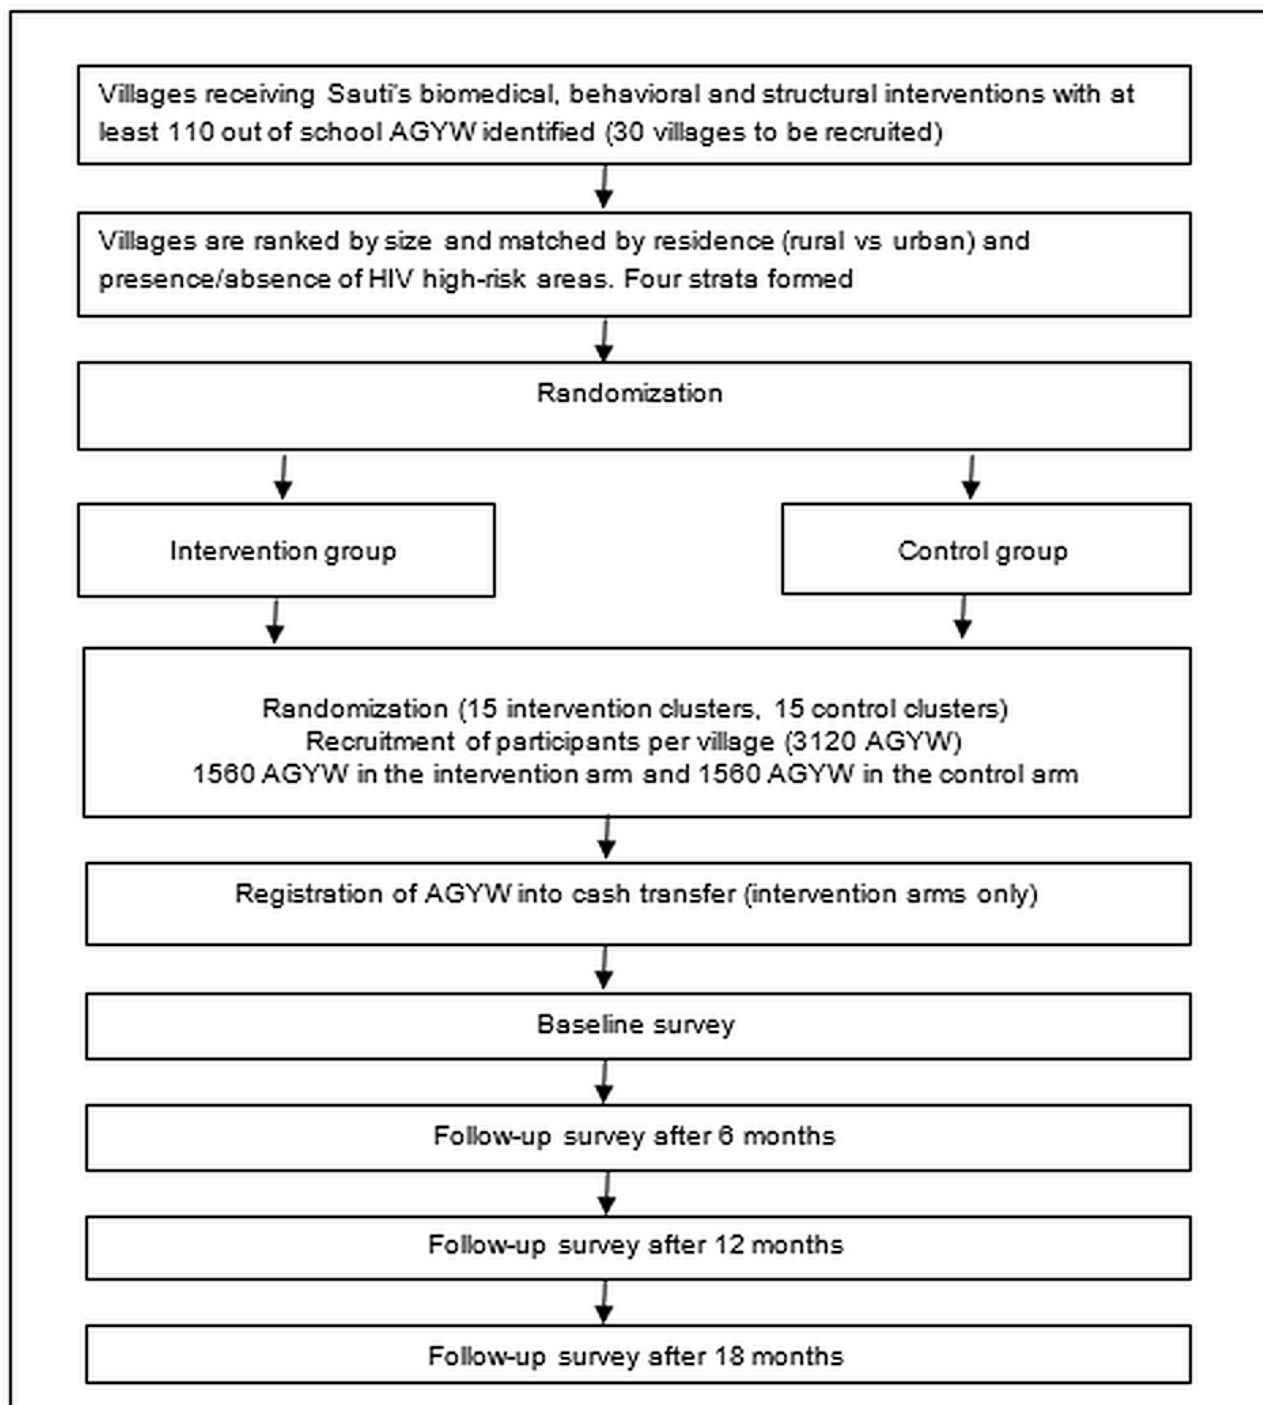 Villages receiving Sauti's biomedical, behavioral and structural interventions with at
least 110 out of school AGYW identified (30 villages to be recruited)
Villages are ranked by size and matched by residence (rural vs urban) and
presence/absence of HIV high-risk areas. Four strata formed
Randomization
Intervention group
Control group
Randomization (15 intervention clusters, 15 control clusters)
Recruitment of participants per village (3120 AGYW)
1560 AGYW in the intervention arm and 1560 AGYW in the control arm
Registration of AGYW into cash transfer (intervention arms only)
Baseline survey
Follow-up survey after 6 months
Follow-up survey after 12 months
Follow-up survey after 18 months